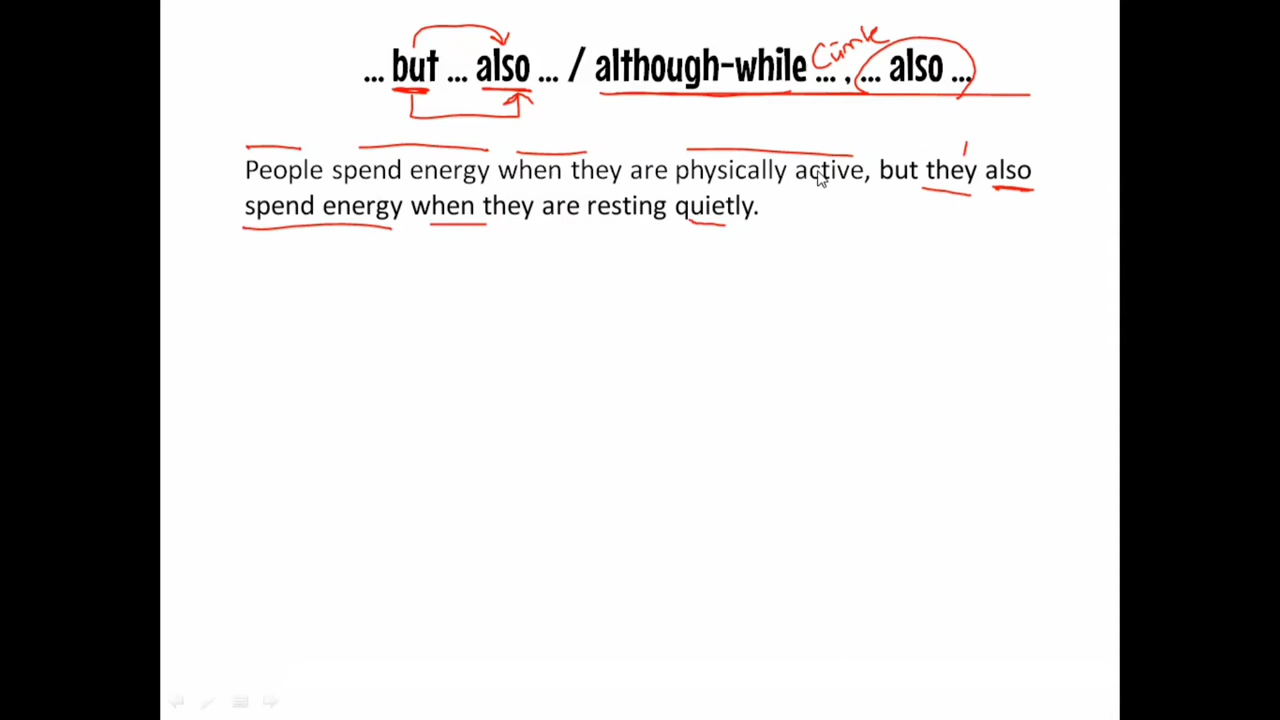 ... but ... also ... / although-while ... , ... also ...
Cümle
People spend energy when they are physically active, but they also
spend energy when they are resting quietly.